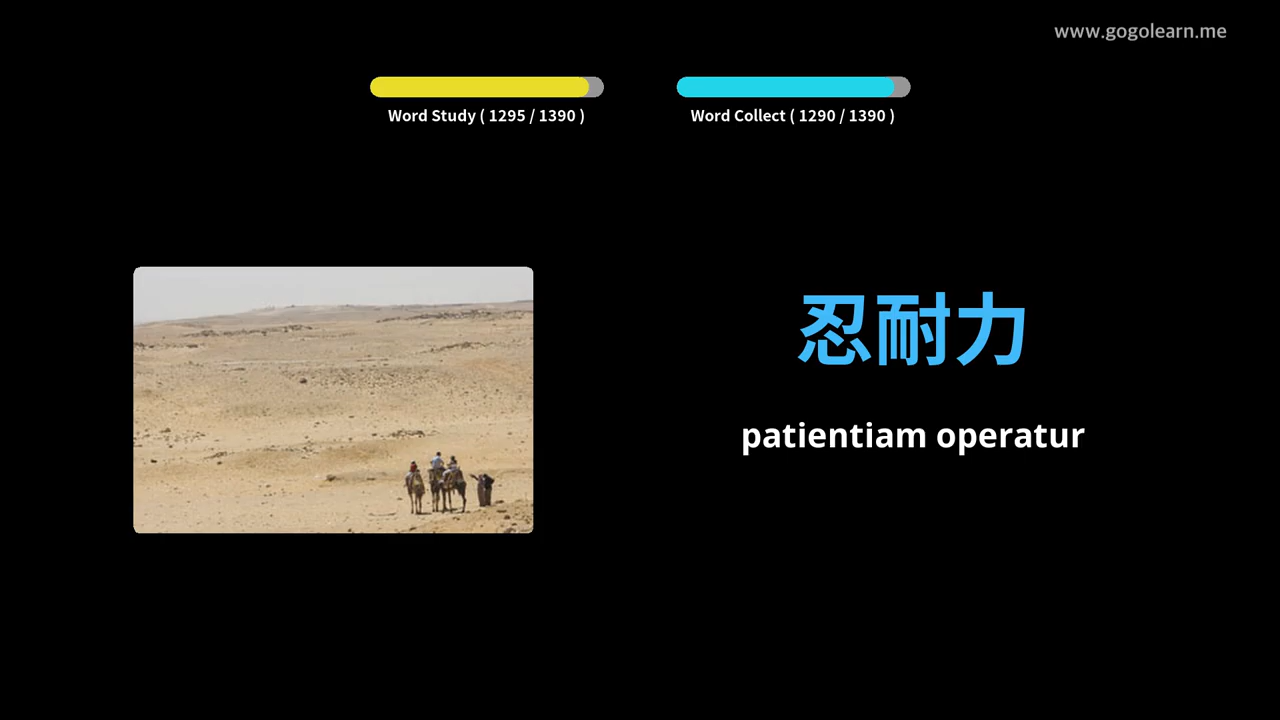 www.gogolearn.me
Word Study ( 1295 / 1390 )
Word Collect ( 1290 / 1390 )
忍耐力
patientiam operatur